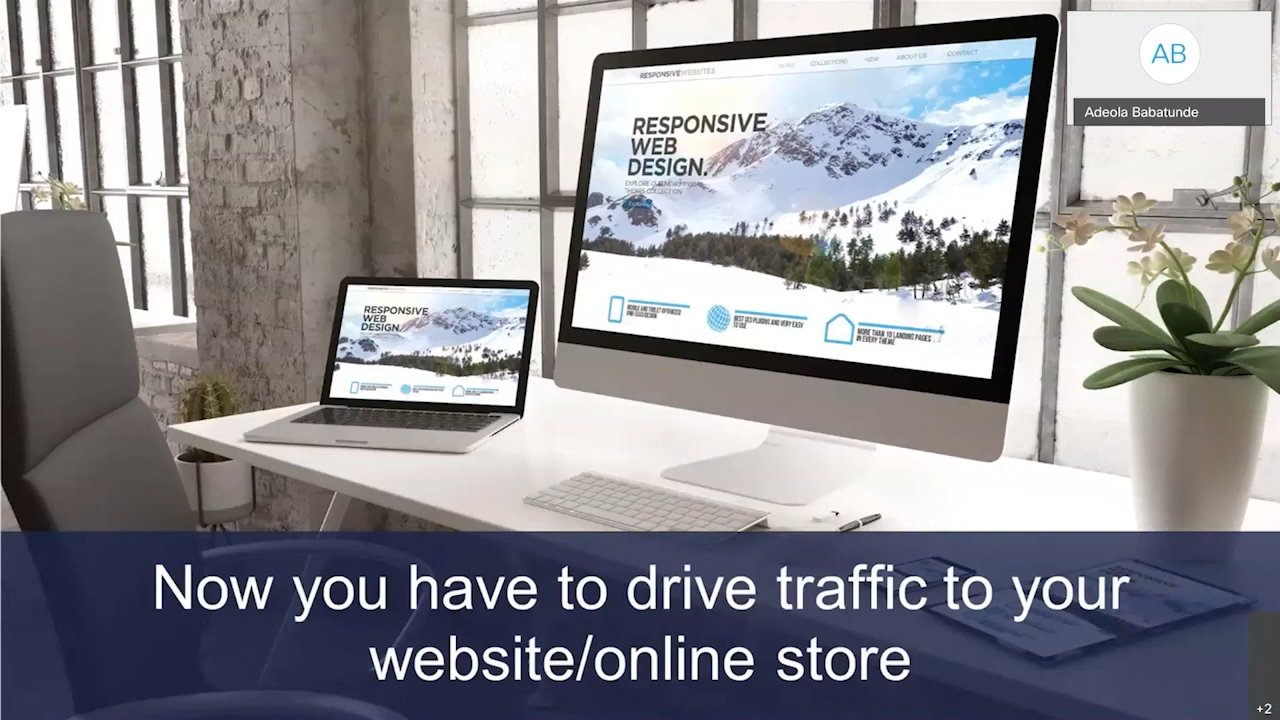 AB
Adeola Babatunde
RESPONSIVEWEBSITES
COLLECTIONS
NEW
ABOUT US
CONTACT
RESPONSIVE
WEB
DESIGN.
MOBILE AND TABLET OPTIMIZED
BEST SEO PLUGINS AND VERY EASY
TO USE
MORE THAN 10 LANDING PAGES
IN EVERY THEME
RESPONSIVE
WEB
DESIGN.
Now you have to drive traffic to your
website/online store
+2